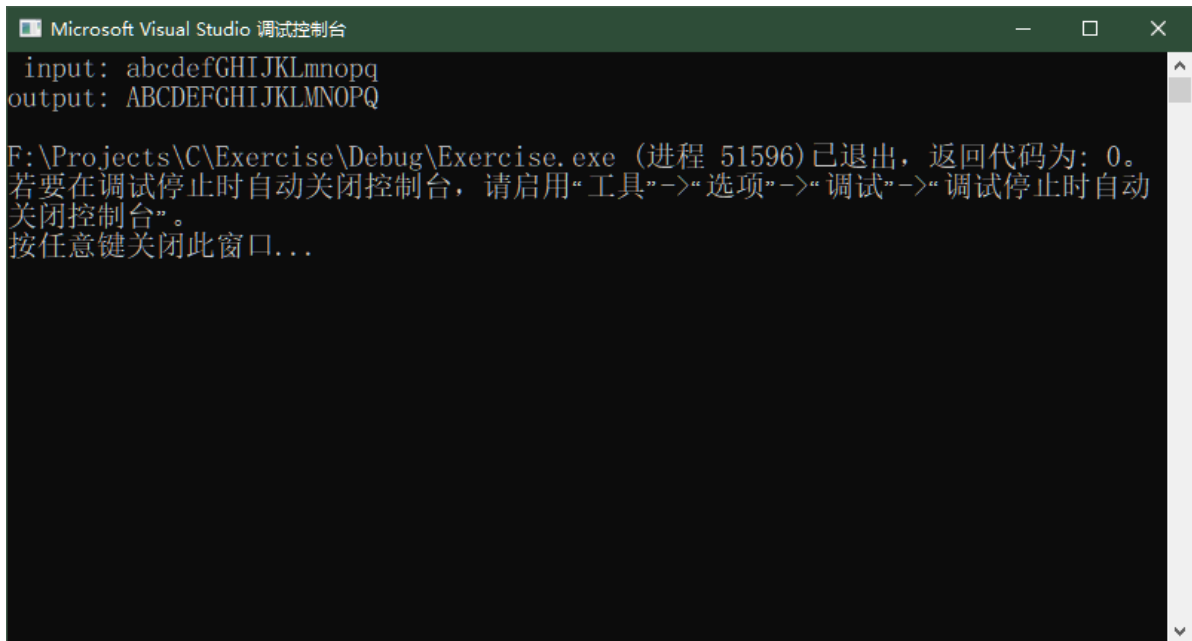 Microsoft Visual Studio 调试控制台
input: abcdefGHIJKLmnopq
output: ABCDEFGHIJKLMNOPQ
F:\Projects\C\Exercise\Debug\Exercise.exe (进程 51596)已退出，返回代码为: 0。
若要在调试停止时自动关闭控制台，请启用“工具”->“选项”->“调试”->“调试停止时自动
关闭控制台”。
按任意键关闭此窗口...